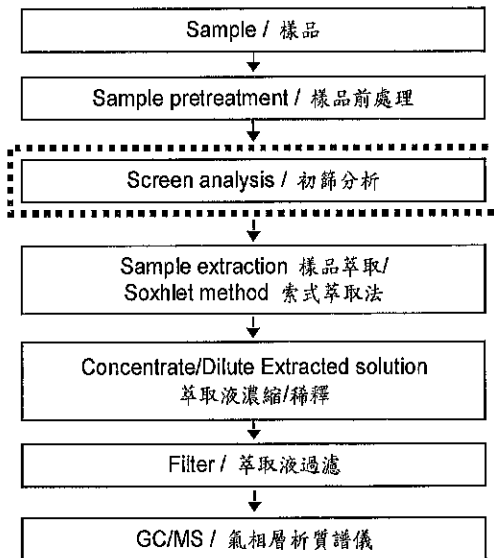 Sample / 樣品
Sample pretreatment / 樣品前處理
Screen analysis / 初篩分析
Sample extraction 樣品萃取/
Soxhlet method 索式萃取法
Concentrate/Dilute Extracted solution
萃取液濃縮/稀釋
Filter / 萃取液過濾
GC/MS / 氣相層析質譜儀